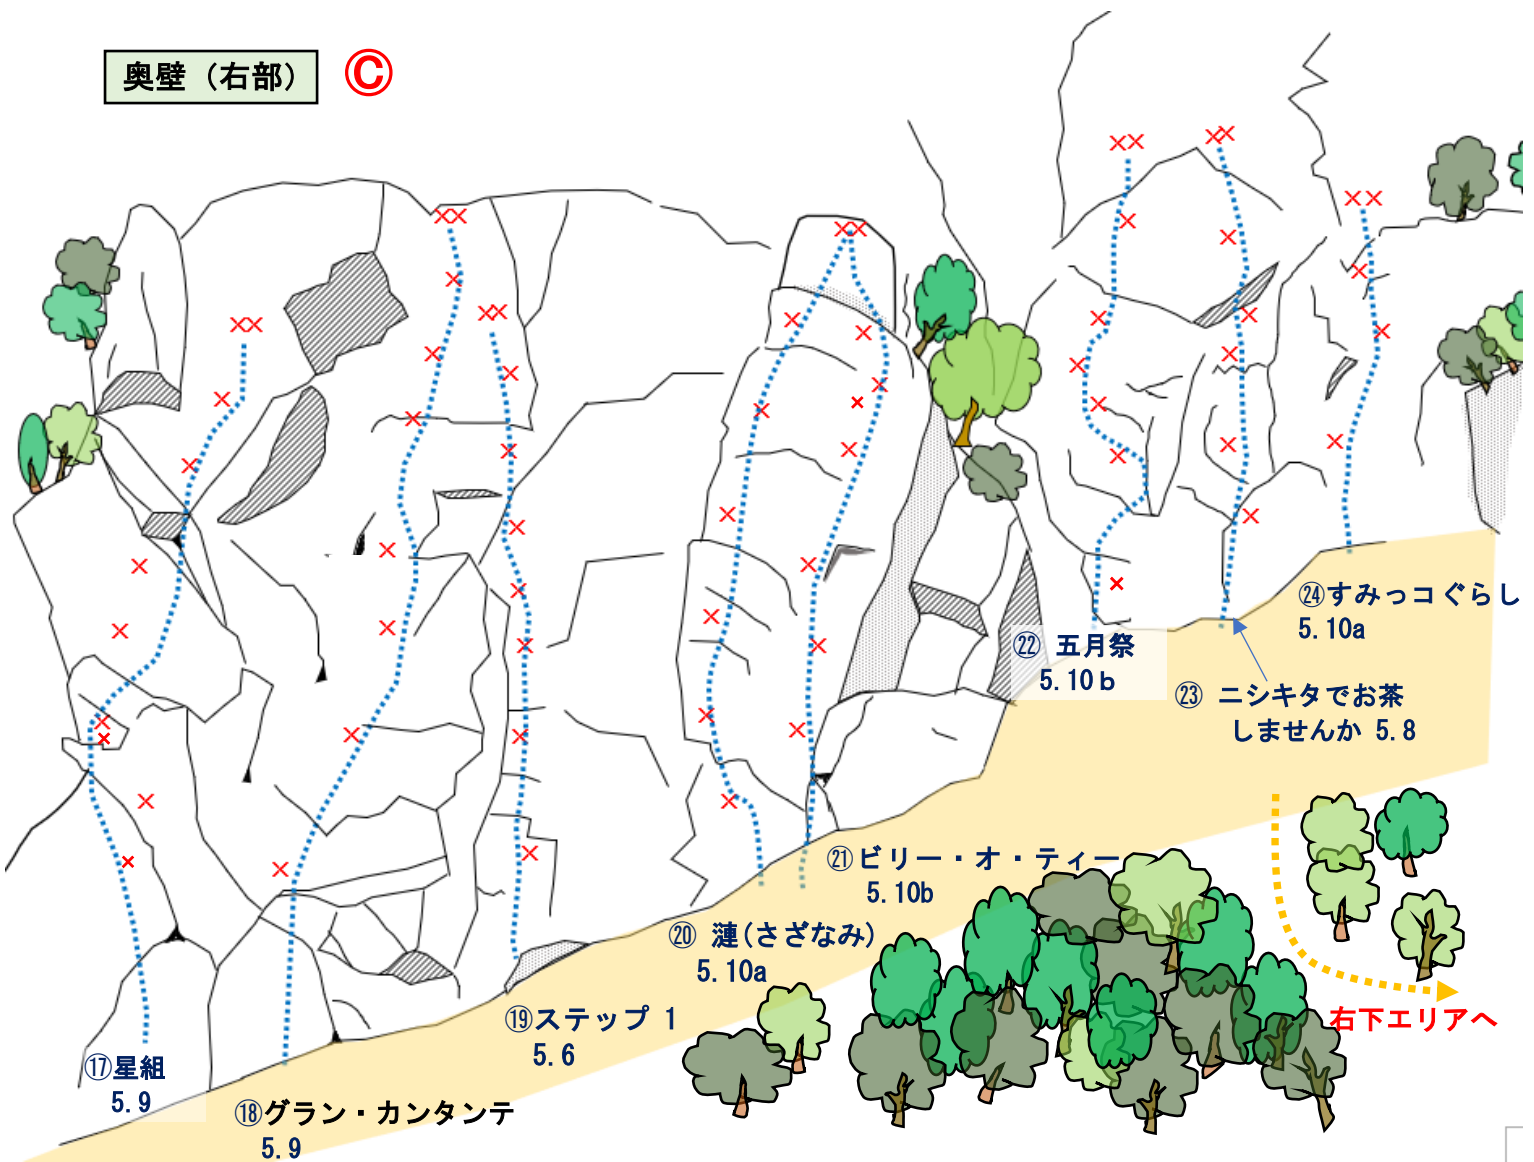 奥壁（右部）
Ⓒ
㉔すみっコぐらし
5.10a
㉒ 五月祭
5.10ｂ
㉓ ニシキタでお茶
しませんか 5.8
㉑ビリー・オ・ティー
5.10b
⑳ 漣(さざなみ)
5.10a
⑲ステップ 1
5.6
右下エリアへ
⑰星組
5.9
⑱グラン・カンタンテ
5.9